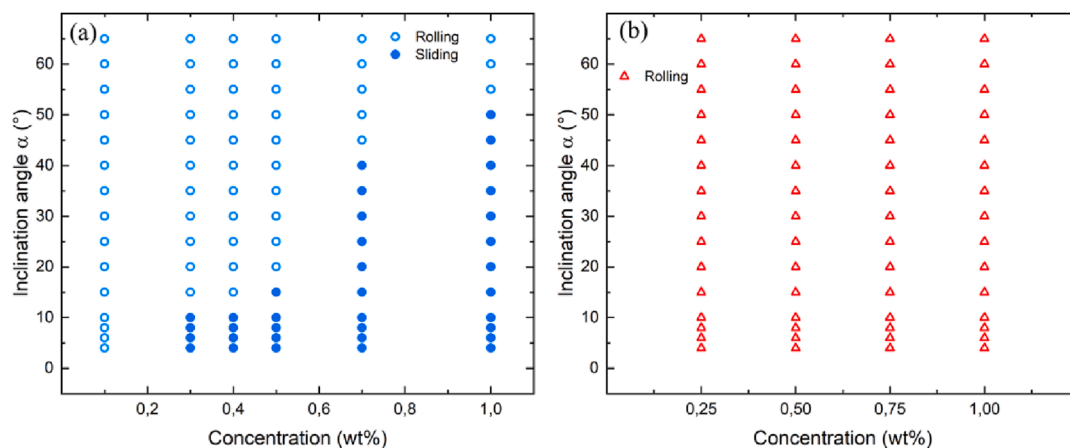 (a)
Rolling
Sliding
60
50
40
30
20
10
0
Inclination angle α (°)
0,2
0,4
0,6
0,8
1,0
Concentration (wt%)
(b)
Rolling
60
50
40
30
20
10
0
Inclination angle α (°)
0,25
0,50
0,75
1,00
Concentration (wt%)